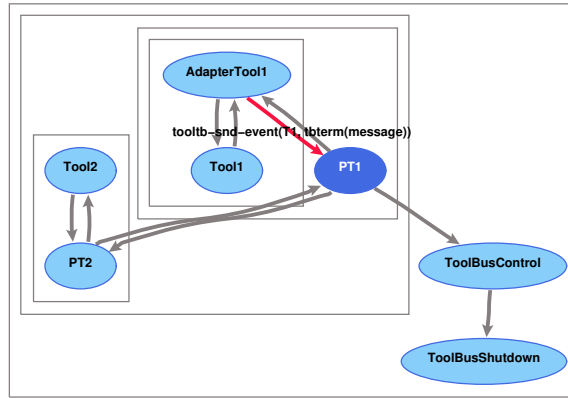 AdapterTool1
tooltb-snd-event(T1, tbterm(message))
Tool2
Tool1
PT1
PT2
ToolBusControl
ToolBusShutdown